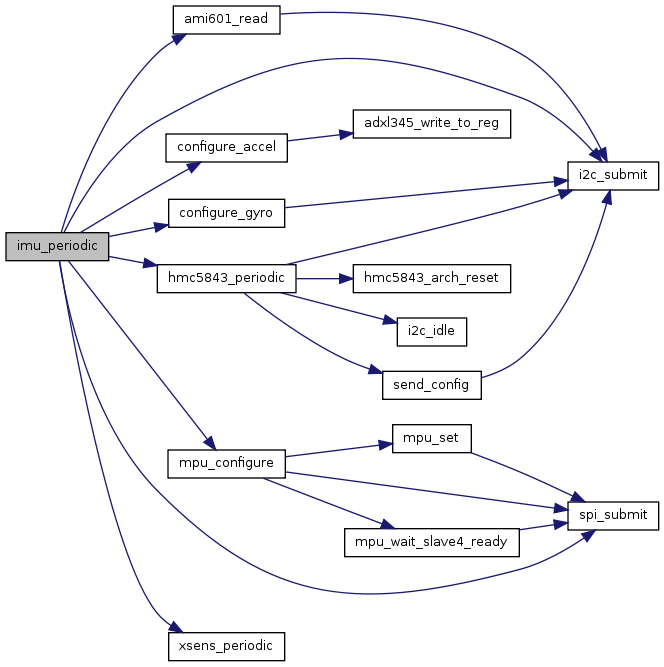 ami601_read
adxl345_write_to_reg
configure_accel
i2c_submit
configure_gyro
imu_periodic
hmc5843_periodic
hmc5843_arch_reset
i2c_idle
send_config
mpu_set
mpu_configure
spi_submit
mpu_wait_slave4_ready
xsens_periodic